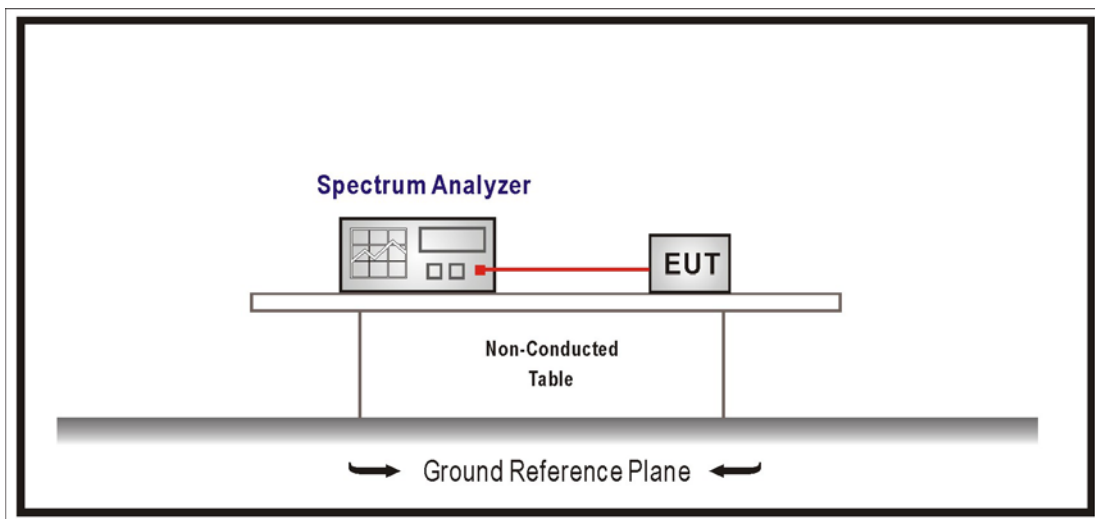 Spectrum Analyzer
EUT
Non-Conducted
Table
Ground Reference Plane